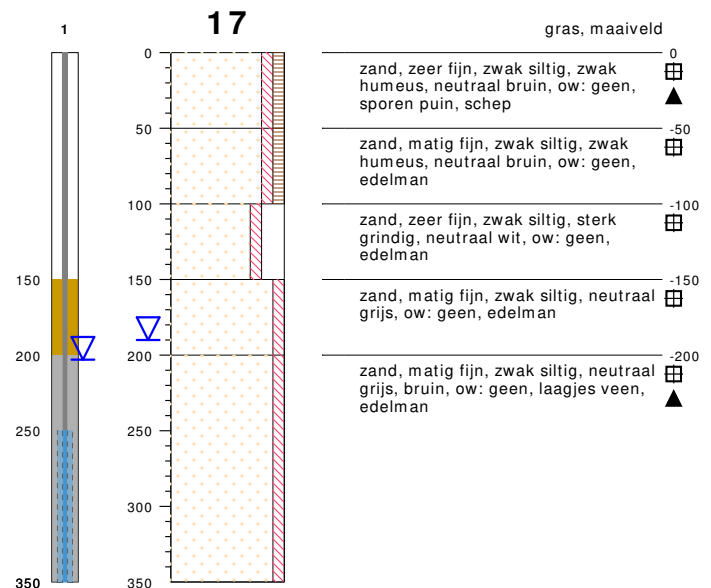 1
17
gras, maaiveld
0
0
zand, zeer fijn, zwak siltig, zwak
humeus, neutraal bruin, ow: geen,
sporen puin, schep
50
-50
zand, matig fijn, zwak siltig, zwak
humeus, neutraal bruin, ow: geen,
edelman
100
-100
zand, zeer fijn, zwak siltig, sterk
grindig, neutraal wit, ow: geen,
edelman
150
150
-150
zand, matig fijn, zwak siltig, neutraal
grijs, ow: geen, edelman
200
200
-200
zand, matig fijn, zwak siltig, neutraal
grijs, bruin, ow: geen, laagjes veen,
edelman
250
250
300
300
350
350